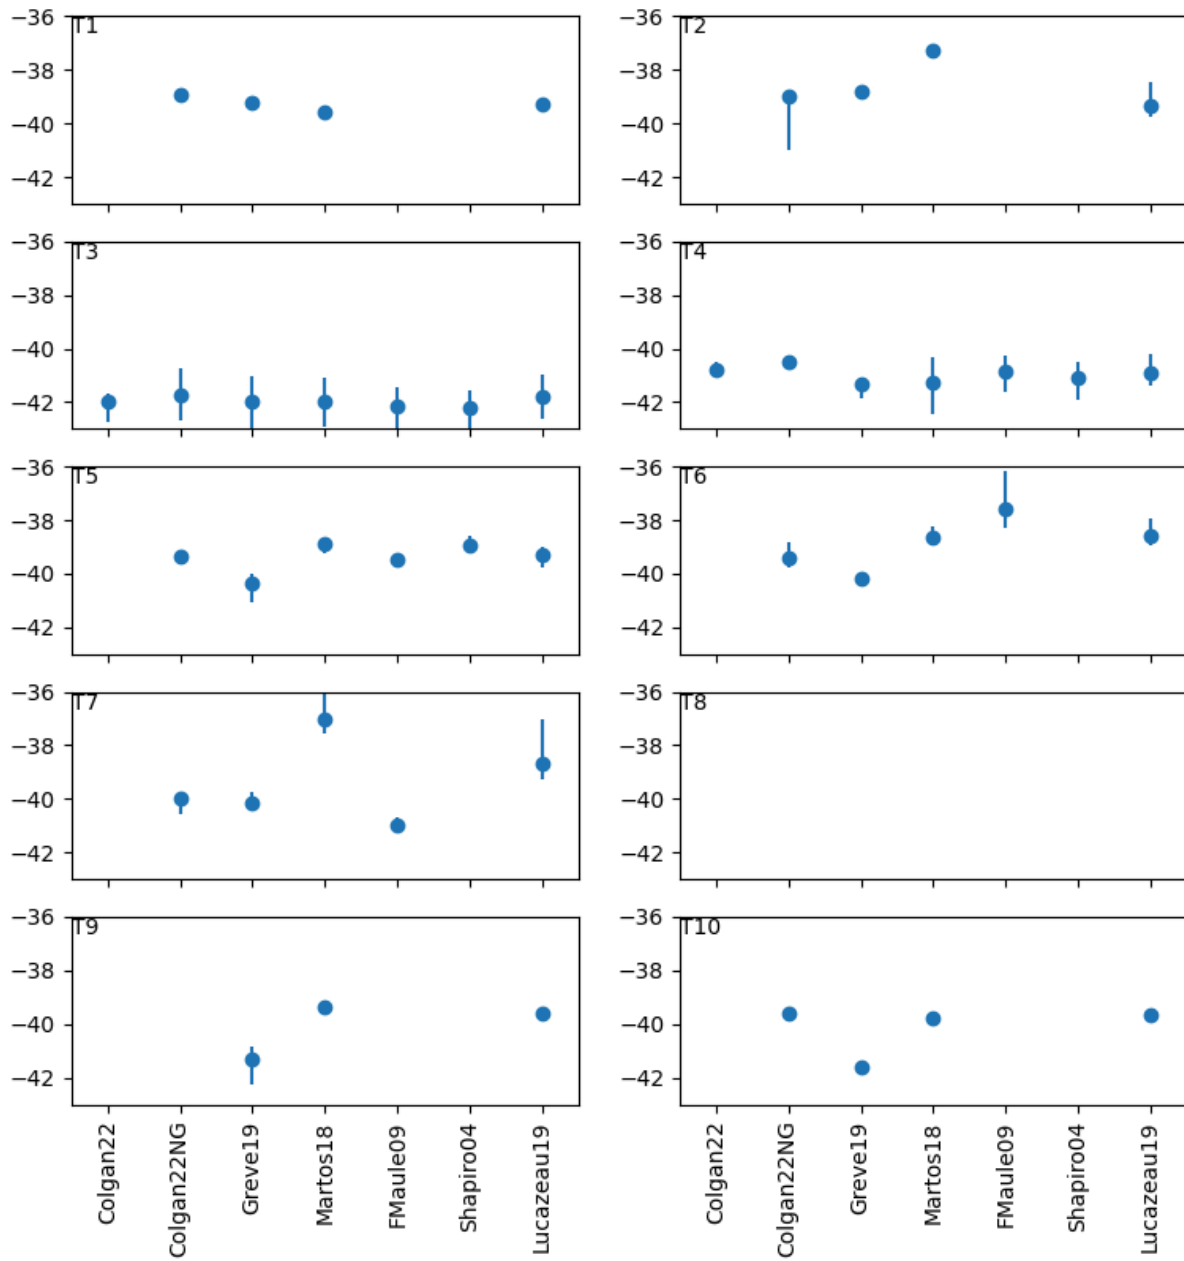 T1
−36
−38
−40
−42
T2
−36
−38
−40
−42
T3
−36
−38
−40
−42
T4
−36
−38
−40
−42
T5
−36
−38
−40
−42
T6
−36
−38
−40
−42
T7
−36
−38
−40
−42
T8
−36
−38
−40
−42
T9
−36
−38
−40
−42
T10
−36
−38
−40
−42
Colgan22
Colgan22NG
Greve19
Martos18
FMaule09
Shapiro04
Lucazeau19
Colgan22
Colgan22NG
Greve19
Martos18
FMaule09
Shapiro04
Lucazeau19